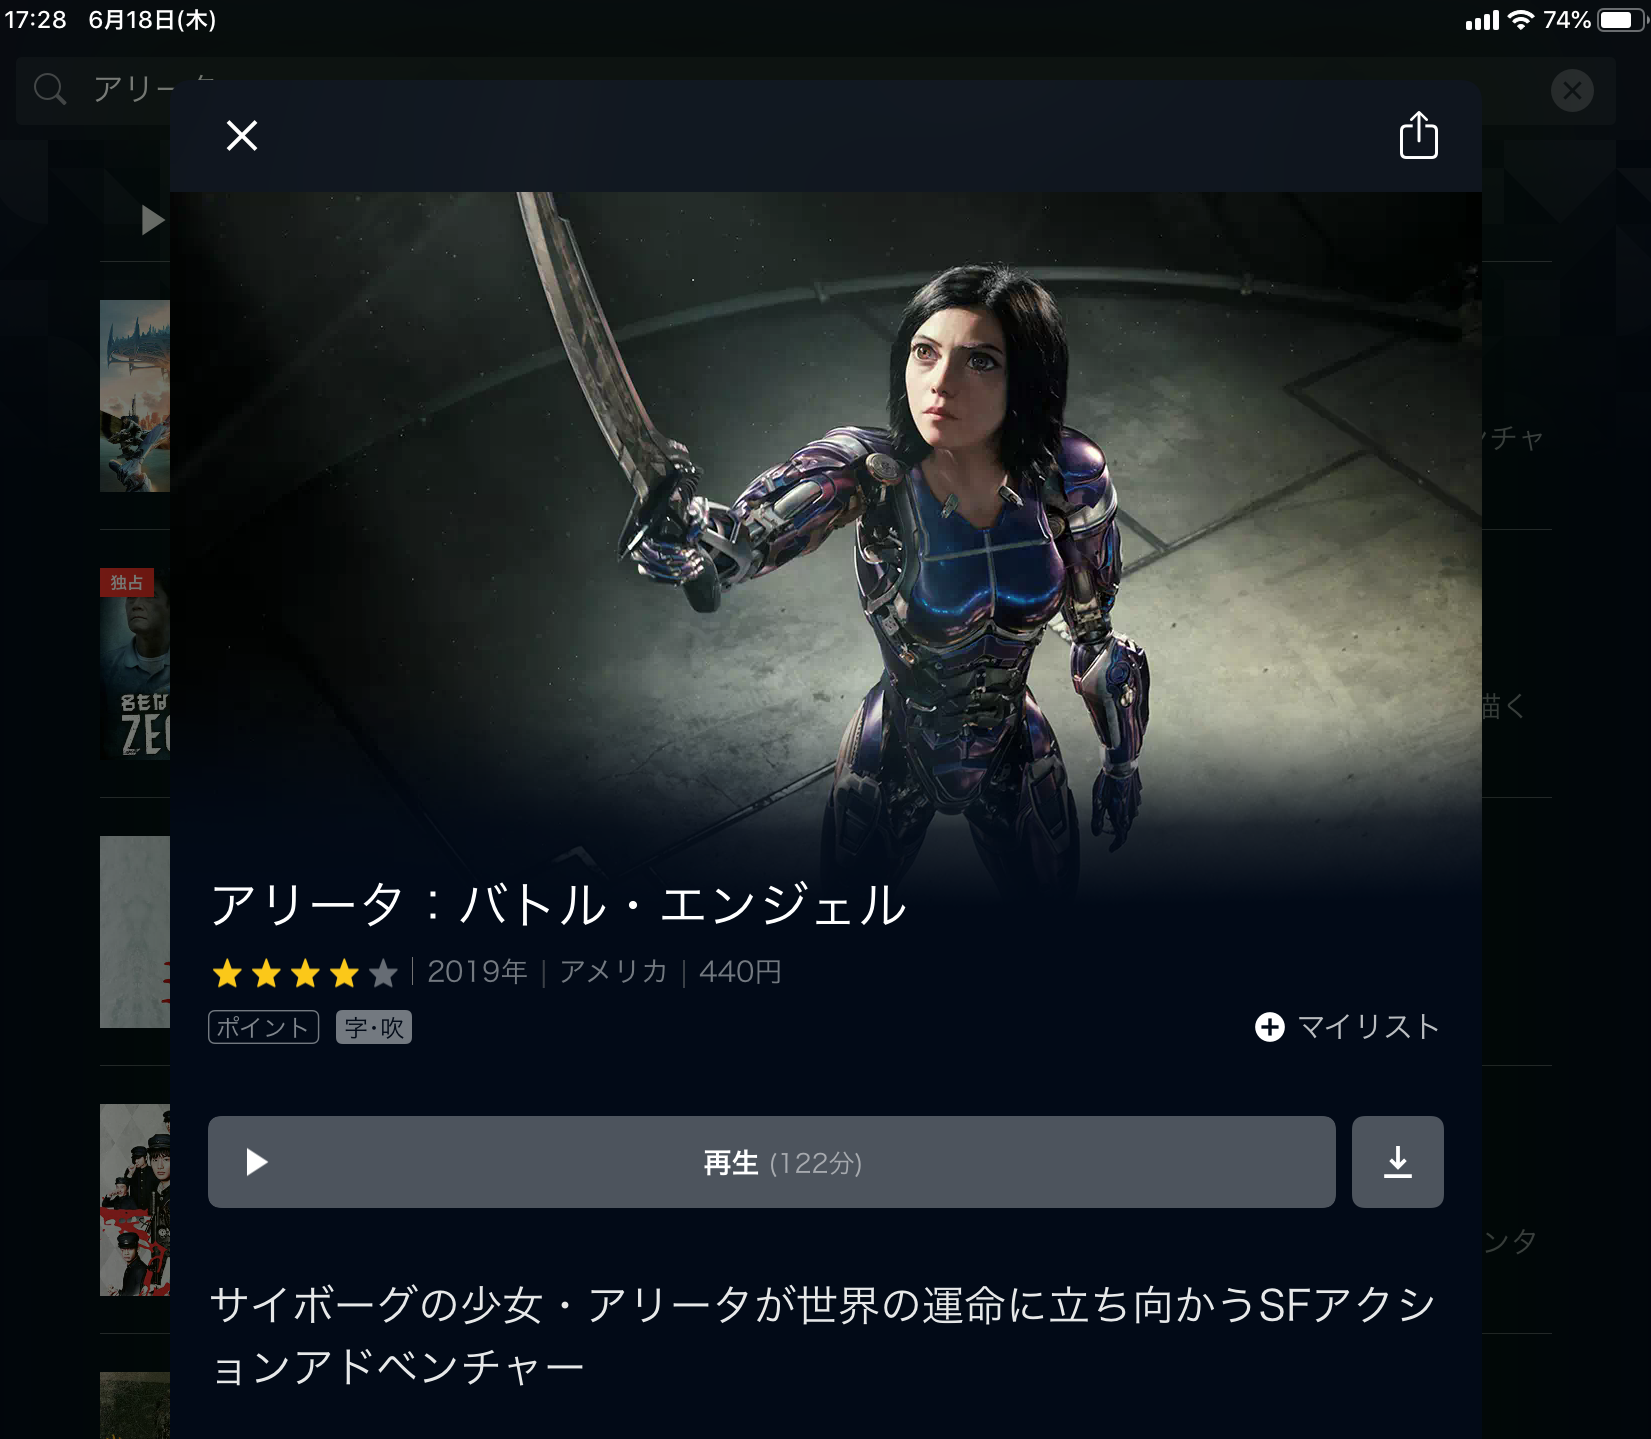 17:28 6月18日(木)
74%
アリータ
アリータ：バトル・エンジェル
2019年 | アメリカ | 440円
ポイント 字・吹
マイリスト
再生 (122分)
サイボーグの少女・アリータが世界の運命に立ち向かうSFアクシ
ョンアドベンチャー
チャ
独占
名もな
描く
ンタ